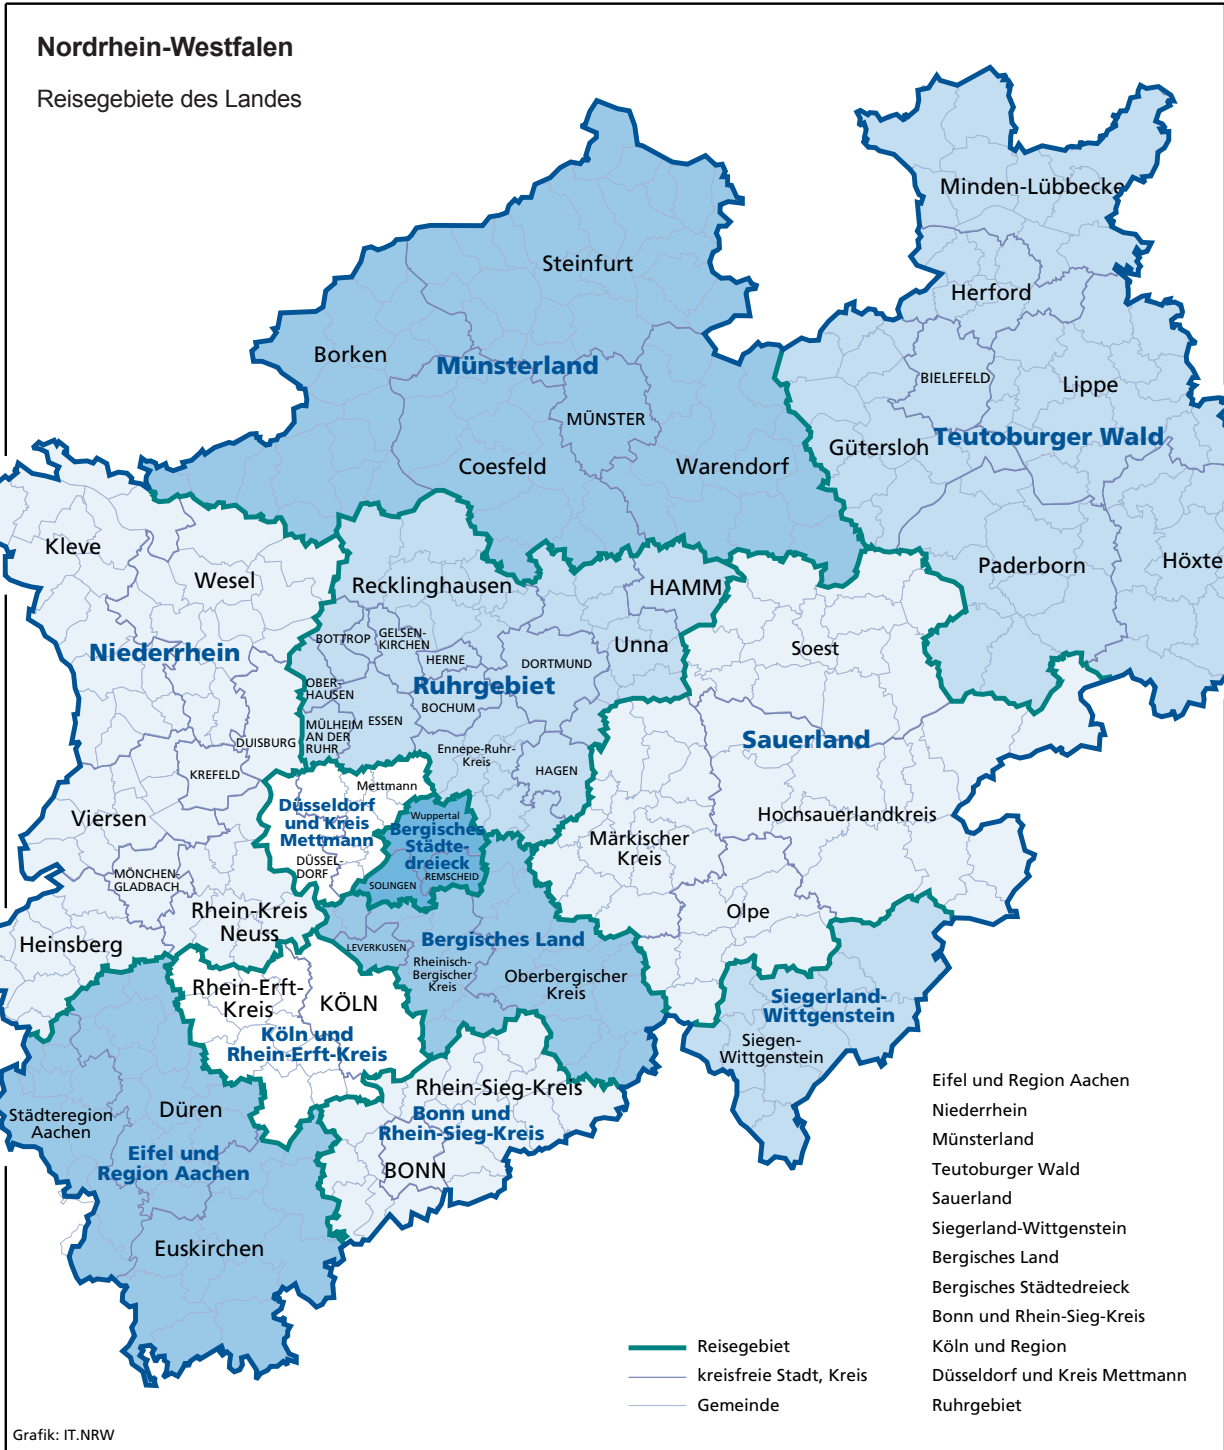 Nordrhein-Westfalen
Reisegebiete des Landes
Minden-Lübbecke
Steinfurt
Herford
Borken
Münsterland
BIELEFELD
Lippe
MÜNSTER
Teutoburger Wald
Gütersloh
Coesfeld
Warendorf
Kleve
Wesel
Recklinghausen
HAMM
Paderborn
Höxte
BOTTROP
GELSEN-
KIRCHEN
HERNE
DORTMUND
Unna
Soest
Niederrhein
Ruhrgebiet
OBER-
HAUSEN
BOCHUM
ESSEN
MÜLHEIM
AN DER
RUHR
DUISBURG
Ennepe-Ruhr-
Kreis
HAGEN
Sauerland
KREFELD
Mettmann
Düsseldorf
und Kreis
Mettmann
DÜSSEL-
DORF
Wuppertal
Bergisches
Städte-
dreieck
SOLINGEN
REMSCHEID
Viersen
Hochsauerlandkreis
Märkischer
Kreis
MÖNCHEN-
GLADBACH
Rhein-Kreis
Neuss
Olpe
Heinsberg
LEVERKUSEN
Bergisches Land
Rheinisch-
Bergischer
Kreis
Oberbergischer
Kreis
Rhein-Erft-
Kreis
KÖLN
Köln und
Rhein-Erft-Kreis
Siegerland-
Wittgenstein
Siegen-
Wittgenstein
Rhein-Sieg-Kreis
Bonn und
Rhein-Sieg-Kreis
BONN
Städteregion
Aachen
Düren
Eifel und
Region Aachen
Euskirchen
Eifel und Region Aachen
Niederrhein
Münsterland
Teutoburger Wald
Sauerland
Siegerland-Wittgenstein
Bergisches Land
Bergisches Städtedreieck
Bonn und Rhein-Sieg-Kreis
Köln und Region
Düsseldorf und Kreis Mettmann
Ruhrgebiet
Reisegebiet
kreisfreie Stadt, Kreis
Gemeinde
Grafik: IT.NRW